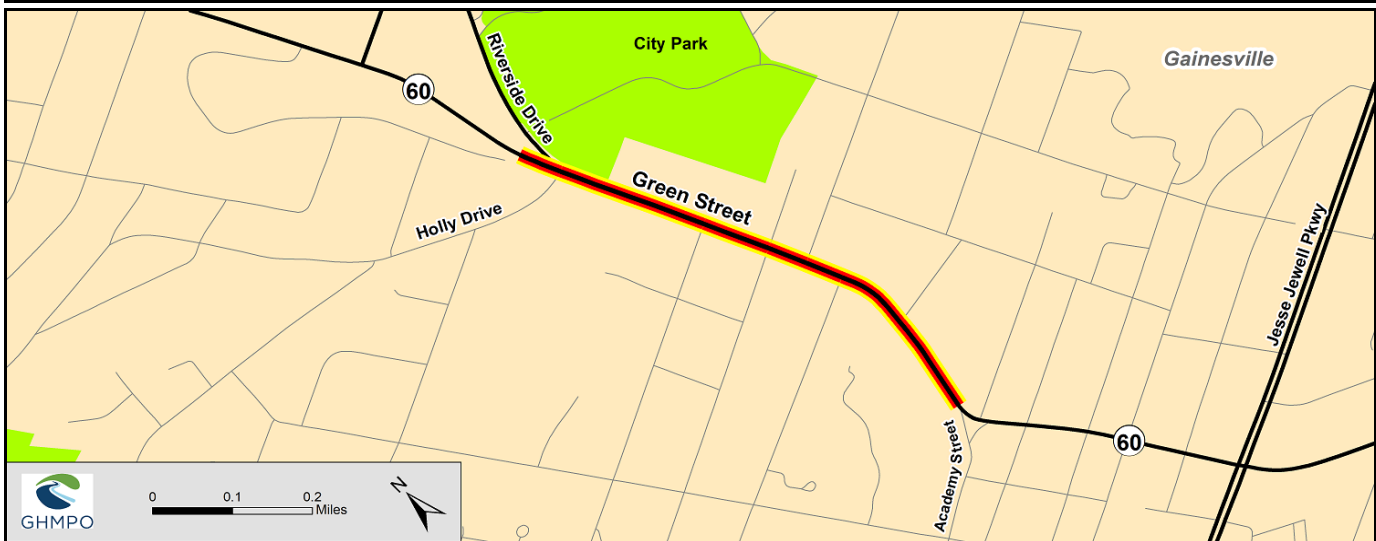 City Park
Gainesville
60
Riverside Drive
Green Street
Holly Drive
Jesse Jewell Pkwy
60
Academy Street
GHMPO
0 0.1 0.2
Miles
N